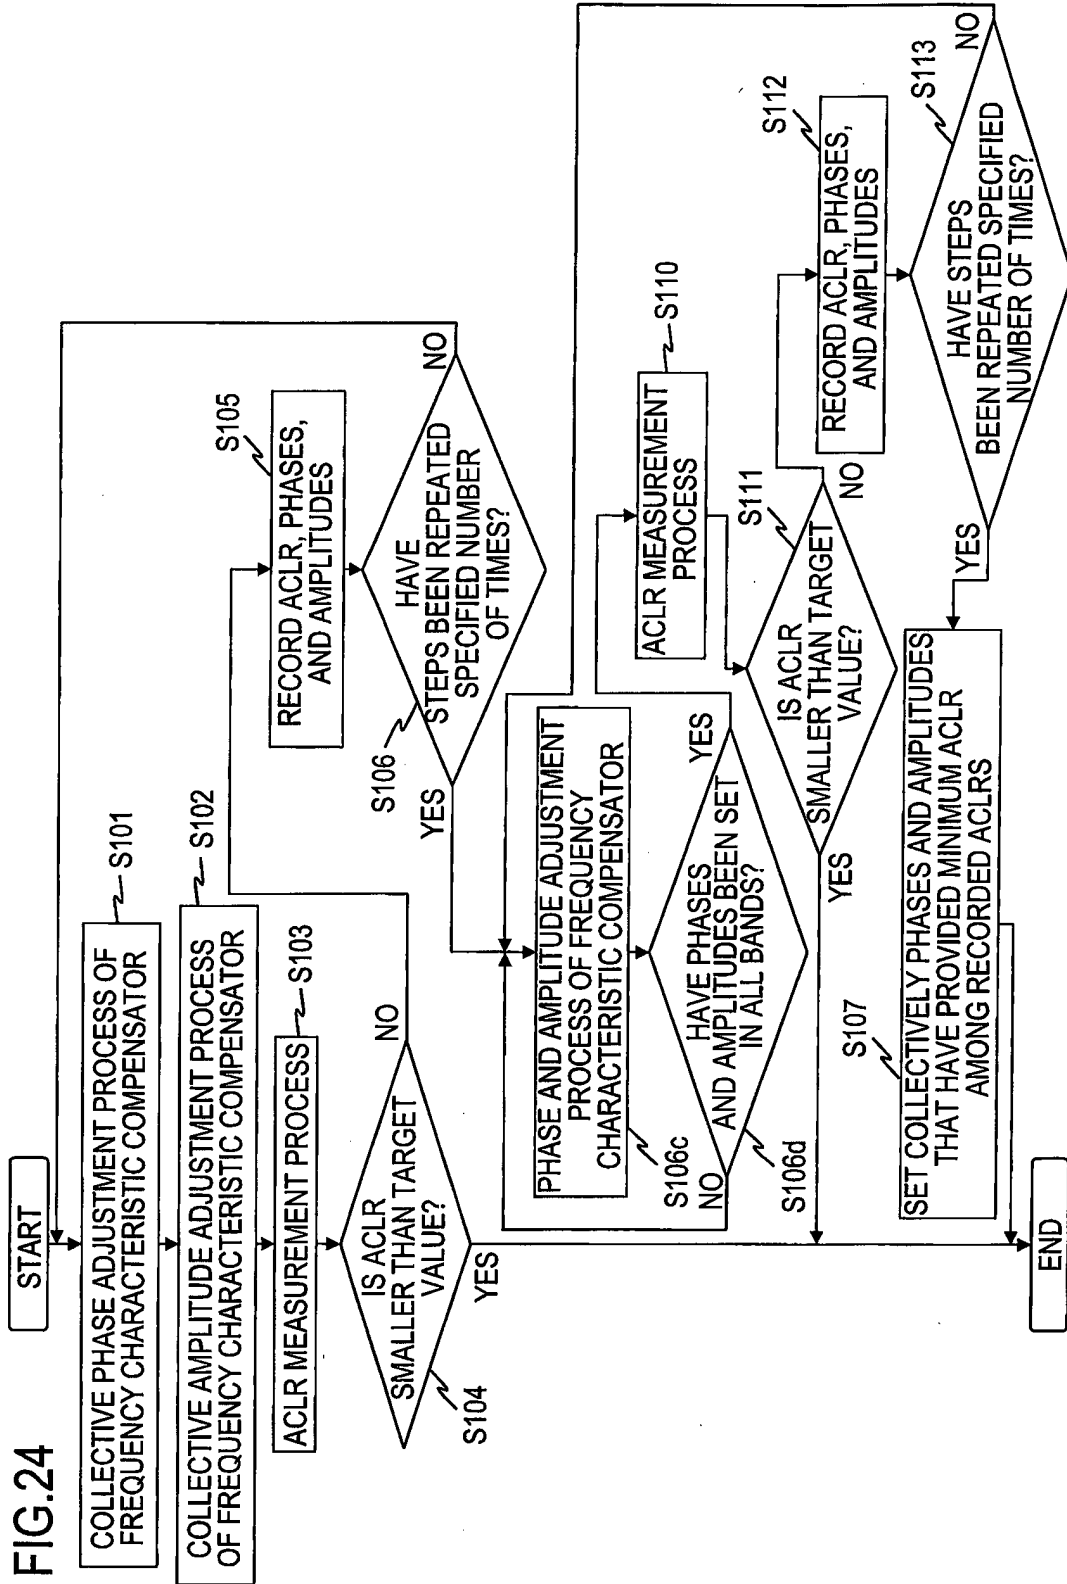 FIG.24
START
COLLECTIVE PHASE ADJUSTMENT PROCESS OF
FREQUENCY CHARACTERISTIC COMPENSATOR
S101
COLLECTIVE AMPLITUDE ADJUSTMENT PROCESS
OF FREQUENCY CHARACTERISTIC COMPENSATOR
S102
ACLR MEASUREMENT PROCESS
S103
IS ACLR
SMALLER THAN TARGET
VALUE?
S104
NO
YES
RECORD ACLR, PHASES,
AND AMPLITUDES
S105
HAVE
STEPS BEEN REPEATED
SPECIFIED NUMBER
OF TIMES?
S106
NO
YES
PHASE AND AMPLITUDE ADJUSTMENT
PROCESS OF FREQUENCY
CHARACTERISTIC COMPENSATOR
S106c
HAVE PHASES
AND AMPLITUDES BEEN SET
IN ALL BANDS?
S106d
NO
YES
ACLR MEASUREMENT
PROCESS
S110
IS ACLR
SMALLER THAN TARGET
VALUE?
S111
NO
YES
RECORD ACLR, PHASES,
AND AMPLITUDES
S112
HAVE STEPS
BEEN REPEATED SPECIFIED
NUMBER OF TIMES?
S113
NO
YES
SET COLLECTIVELY PHASES AND AMPLITUDES
THAT HAVE PROVIDED MINIMUM ACLR
AMONG RECORDED ACLRS
S107
END